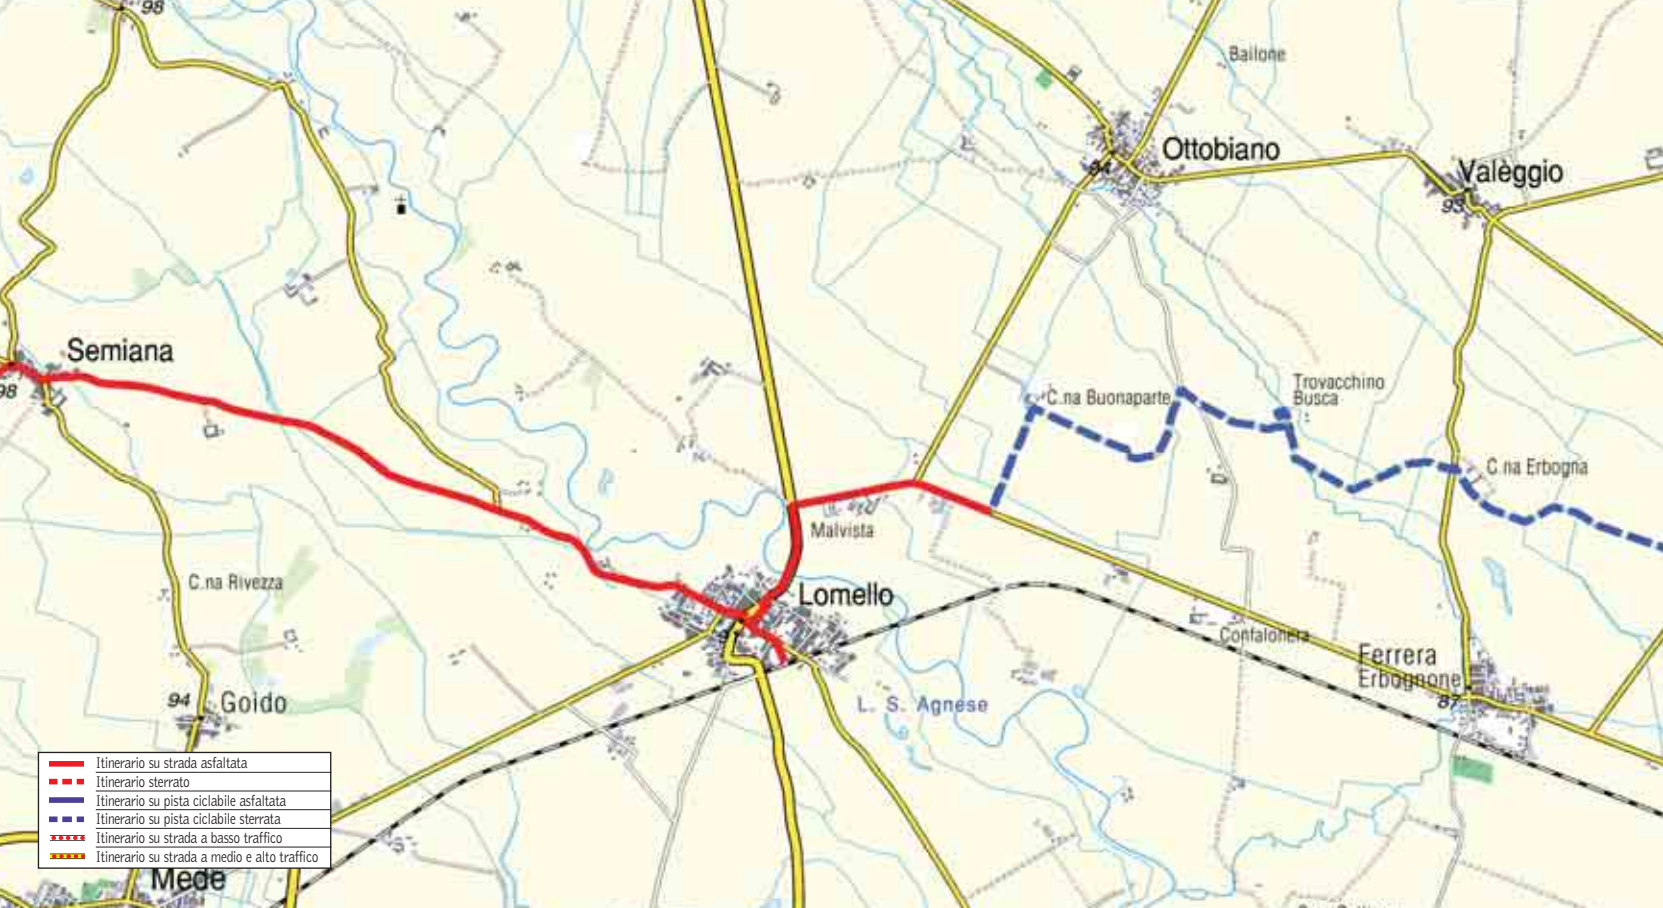 98
Bailone
Ottobiano
94
Valèggio
93
Semiana
98
C.na Buonaparte
Trovacchino
Busca
C.na Erbogna
Malvista
C.na Rivezza
Lomello
Confalonera
Ferrera
Erbognone
87
94
Goido
L. S. Agnese
Itinerario su strada asfaltata
Itinerario sterrato
Itinerario su pista ciclabile asfaltata
Itinerario su pista ciclabile sterrata
Itinerario su strada a basso traffico
Itinerario su strada a medio e alto traffico
Mede